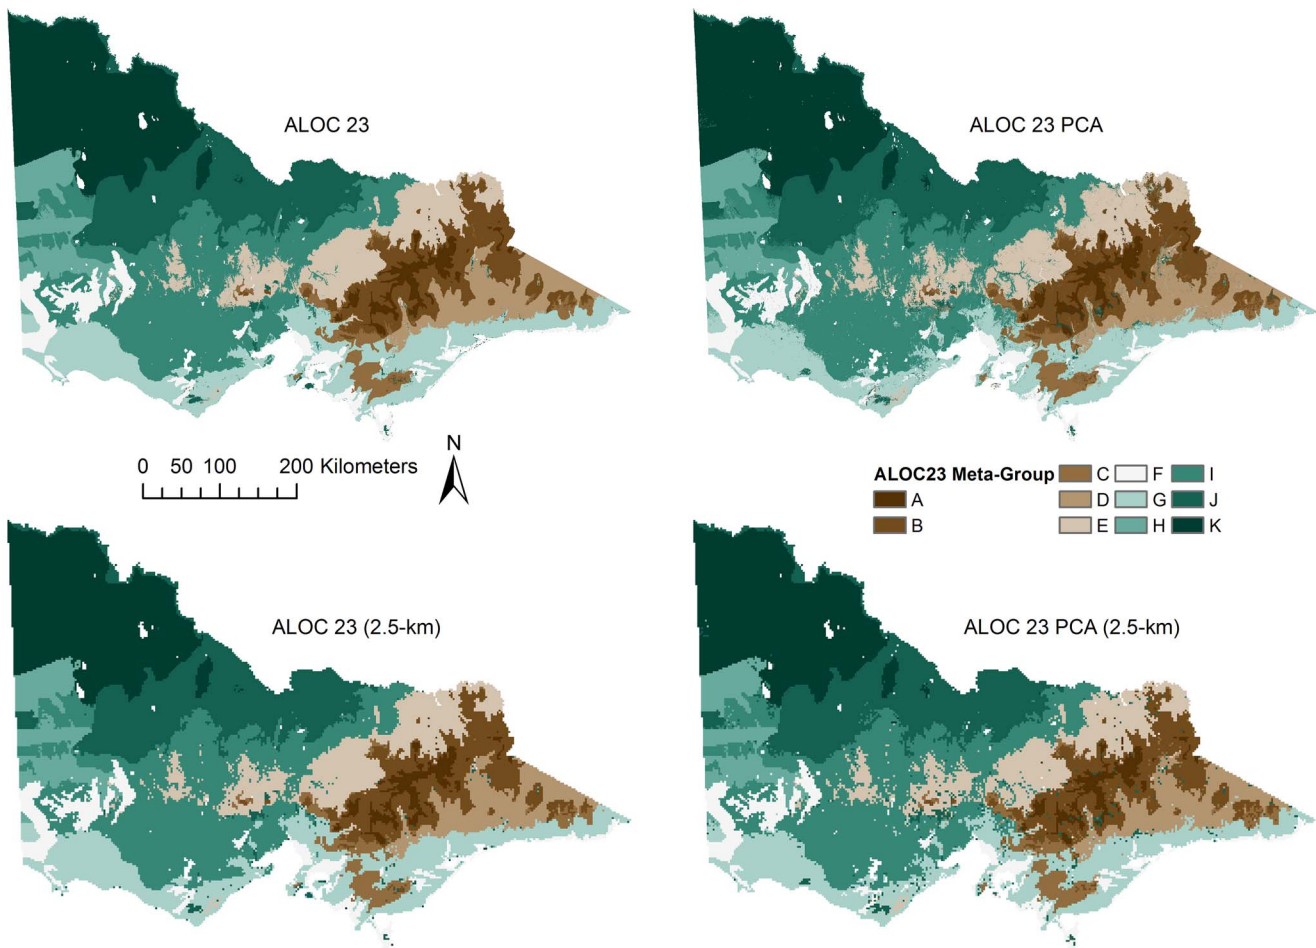 ALOC 23
ALOC 23 PCA
N
0 50 100 200 Kilometers
ALOC23 Meta-Group
A
B
C
D
E
F
G
H
I
J
K
ALOC 23 (2.5-km)
ALOC 23 PCA (2.5-km)